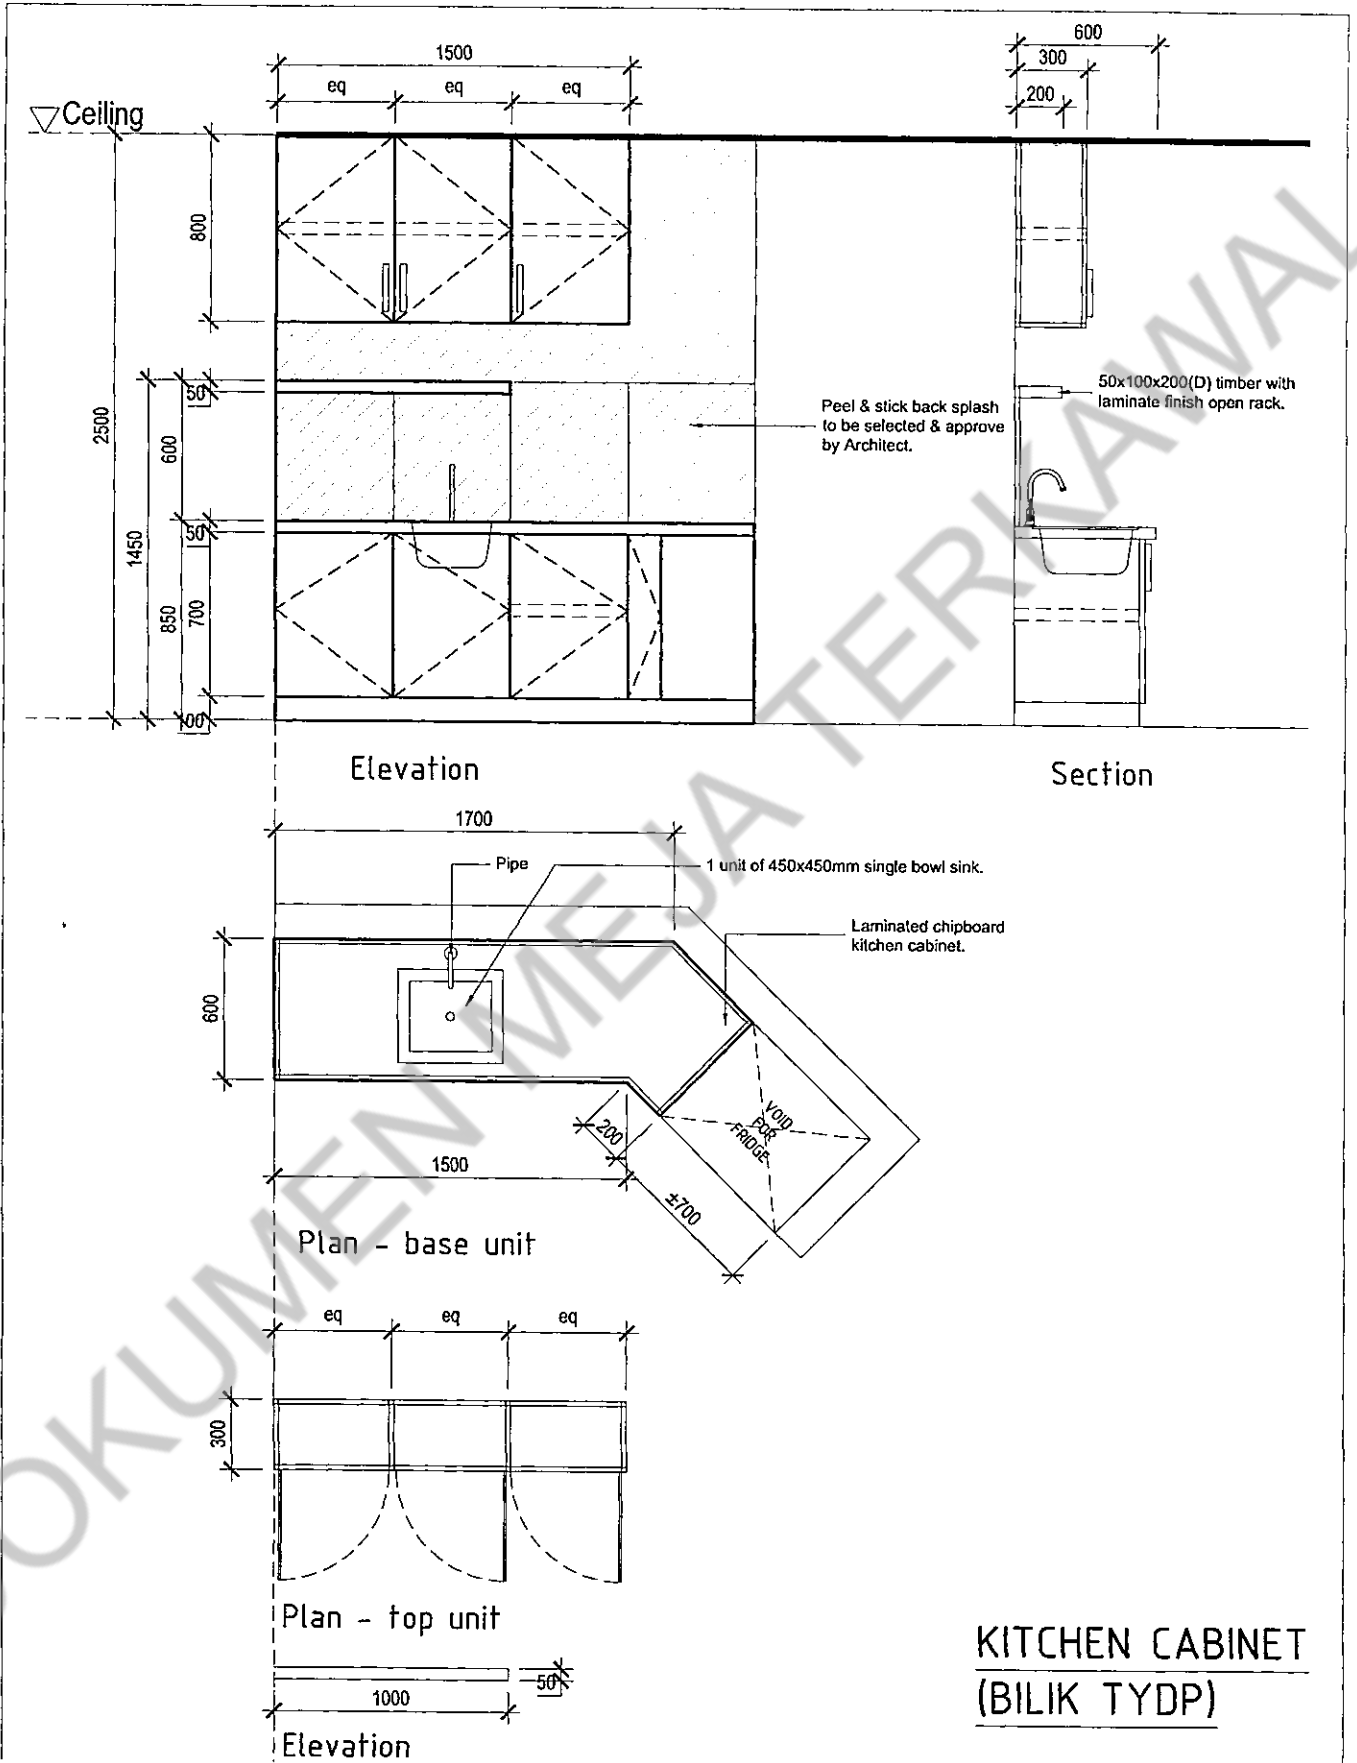 600
1500
300
eq
eq
eq
200
Ceiling
800
50
50x100x200(D) timber with
laminate finish open rack.
Peel & stick back splash
to be selected & approve
by Architect.
2500
600
1450
50
850
700
00
Elevation
Section
1700
Pipe
1 unit of 450x450mm single bowl sink.
Laminated chipboard
kitchen cabinet.
600
VOID
FOR
FRIDGE
200
1500
±700
Plan - base unit
eq
eq
eq
300
Plan - top unit
50
1000
Elevation
KITCHEN CABINET
(BILIK TYDP)
OKUMEN MEJA TERKAWAL